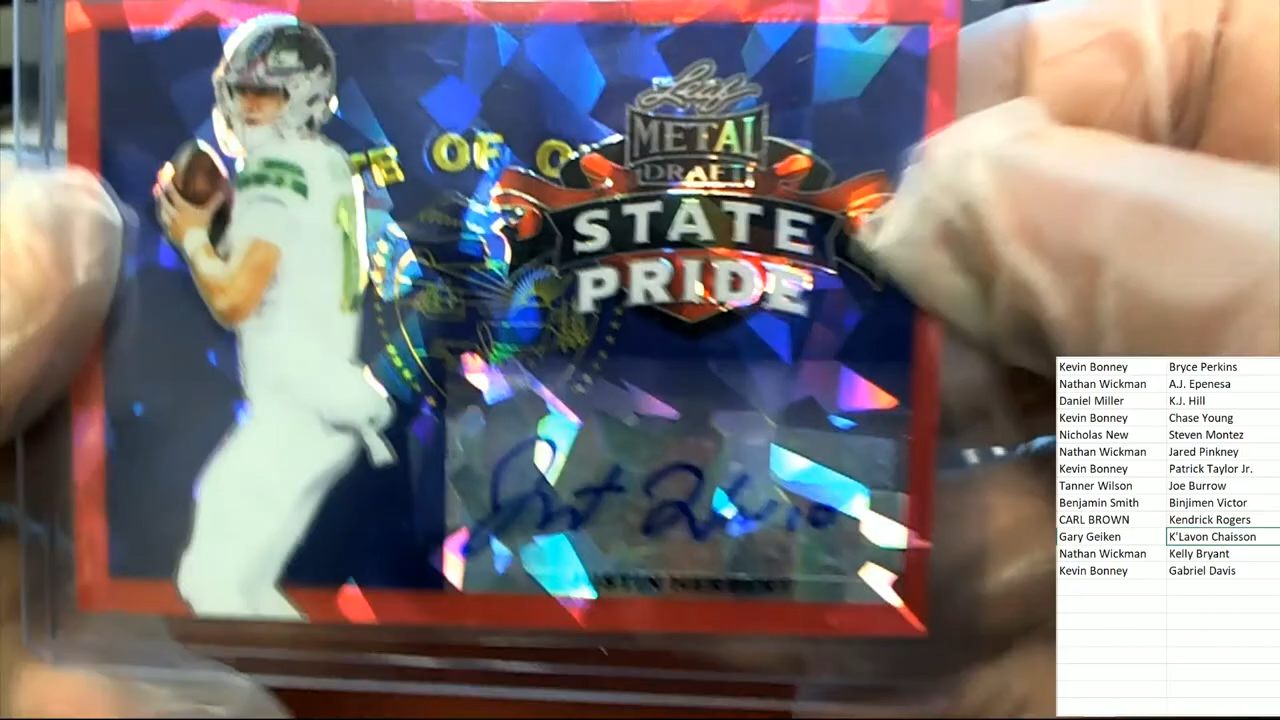 Leaf
METAL
DRAFT
STATE
PRIDE
OF
Kevin Bonney Bryce Perkins
Nathan Wickman A.J. Epenesa
Daniel Miller K.J. Hill
Kevin Bonney Chase Young
Nicholas New Steven Montez
Nathan Wickman Jared Pinkney
Kevin Bonney Patrick Taylor Jr.
Tanner Wilson Joe Burrow
Benjamin Smith Binjimen Victor
CARL BROWN Kendrick Rogers
Gary Geiken K'Lavon Chaisson
Nathan Wickman Kelly Bryant
Kevin Bonney Gabriel Davis